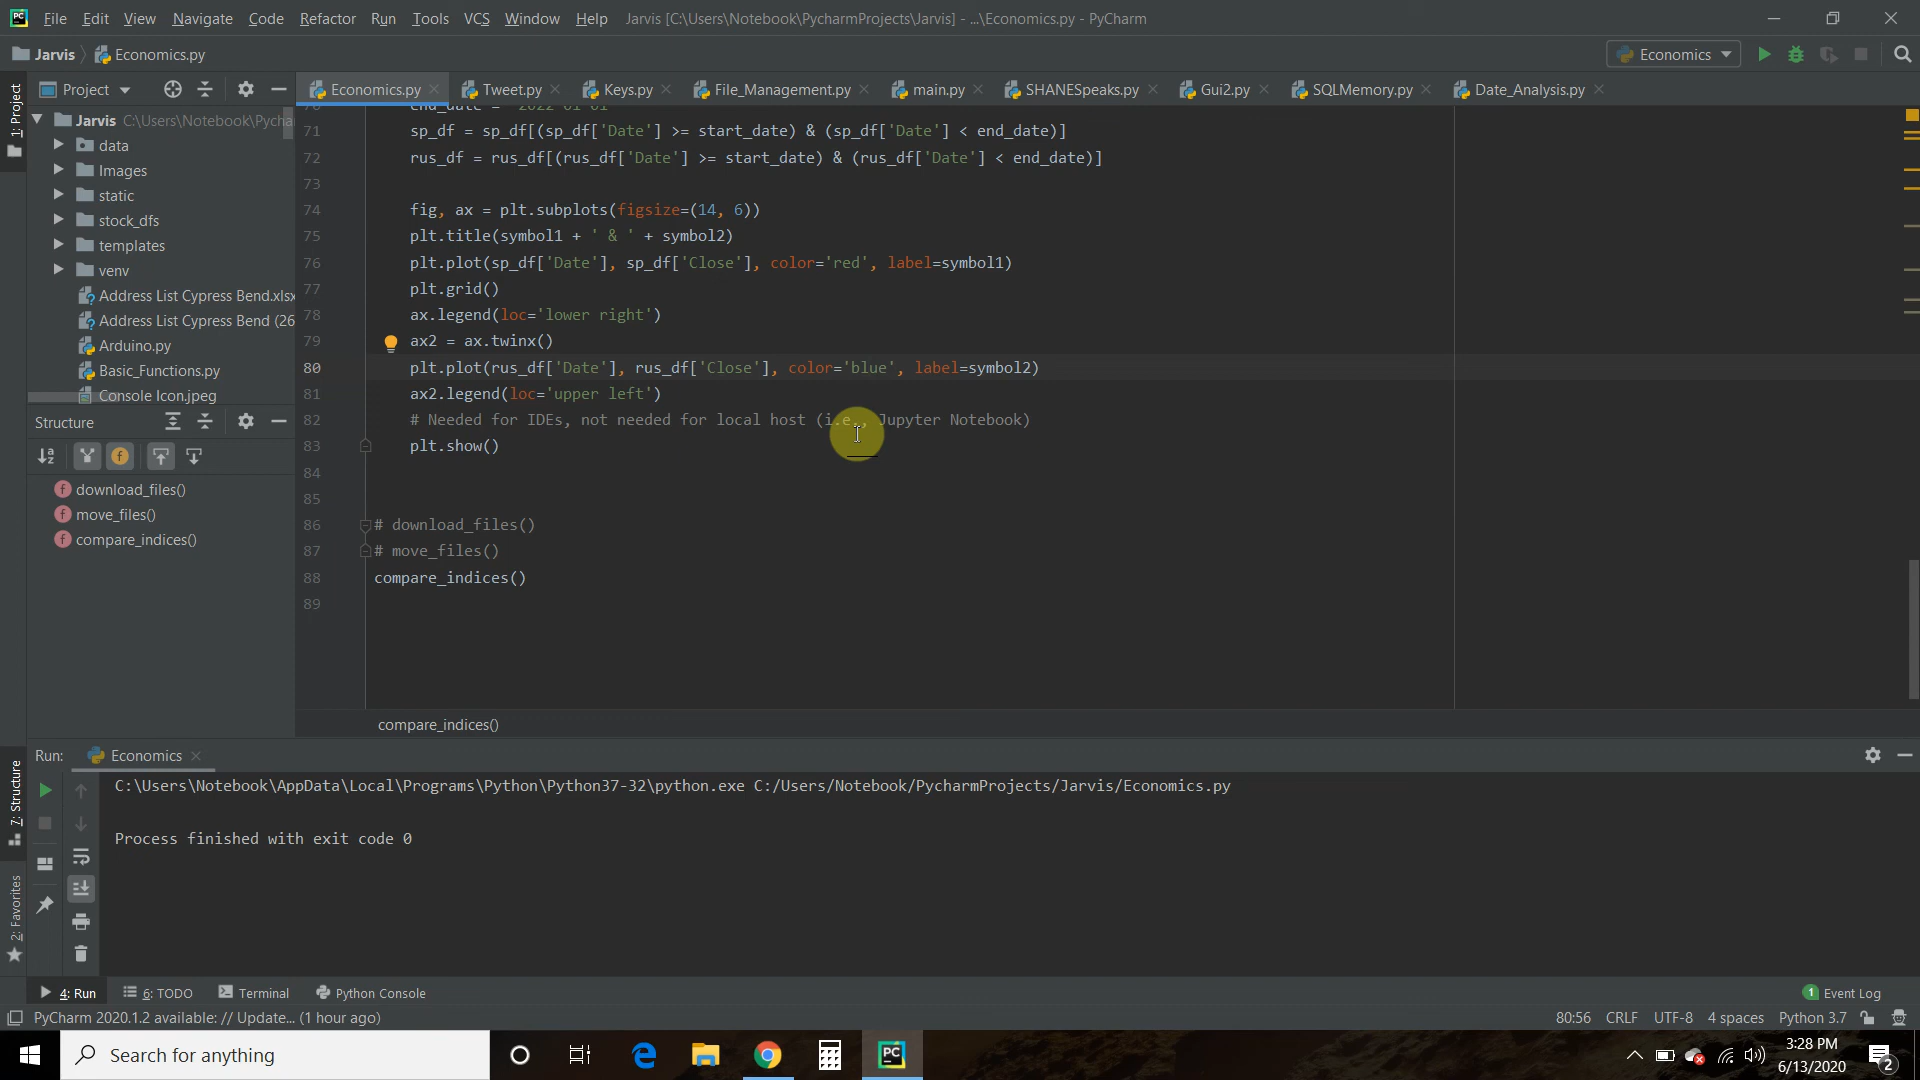 File Edit View Navigate Code Refactor Run Tools VCS Window Help Jarvis [C:\Users\Notebook\PycharmProjects\Jarvis] - ...\Economics.py - PyCharm
Jarvis Economics.py
Economics
1: Project
Project
Economics.py Tweet.py Keys.py File_Management.py main.py SHANESpeaks.py Gui2.py SQLMemory.py Date_Analysis.py
Jarvis C:\Users\Notebook\Pycha
data
Images
static
stock_dfs
templates
venv
Address List Cypress Bend.xlsx
Address List Cypress Bend (26
Arduino.py
Basic_Functions.py
Console Icon.jpeg
Structure
download_files()
move_files()
compare_indices()
70 end_date = '2022-01-01'
71 sp_df = sp_df[(sp_df['Date'] >= start_date) & (sp_df['Date'] < end_date)]
72 rus_df = rus_df[(rus_df['Date'] >= start_date) & (rus_df['Date'] < end_date)]
73
74 fig, ax = plt.subplots(figsize=(14, 6))
75 plt.title(symbol1 + ' & ' + symbol2)
76 plt.plot(sp_df['Date'], sp_df['Close'], color='red', label=symbol1)
77 plt.grid()
78 ax.legend(loc='lower right')
79 ax2 = ax.twinx()
80 plt.plot(rus_df['Date'], rus_df['Close'], color='blue', label=symbol2)
81 ax2.legend(loc='upper left')
82 # Needed for IDEs, not needed for local host (i.e., Jupyter Notebook)
83 plt.show()
84
85
86 # download_files()
87 # move_files()
88 compare_indices()
89
compare_indices()
7: Structure
2: Favorites
Run: Economics
C:\Users\Notebook\AppData\Local\Programs\Python\Python37-32\python.exe C:/Users/Notebook/PycharmProjects/Jarvis/Economics.py
Process finished with exit code 0
4: Run 6: TODO Terminal Python Console 1 Event Log
PyCharm 2020.1.2 available: // Update... (1 hour ago) 80:56 CRLF UTF-8 4 spaces Python 3.7
Search for anything
3:28 PM
6/13/2020
2